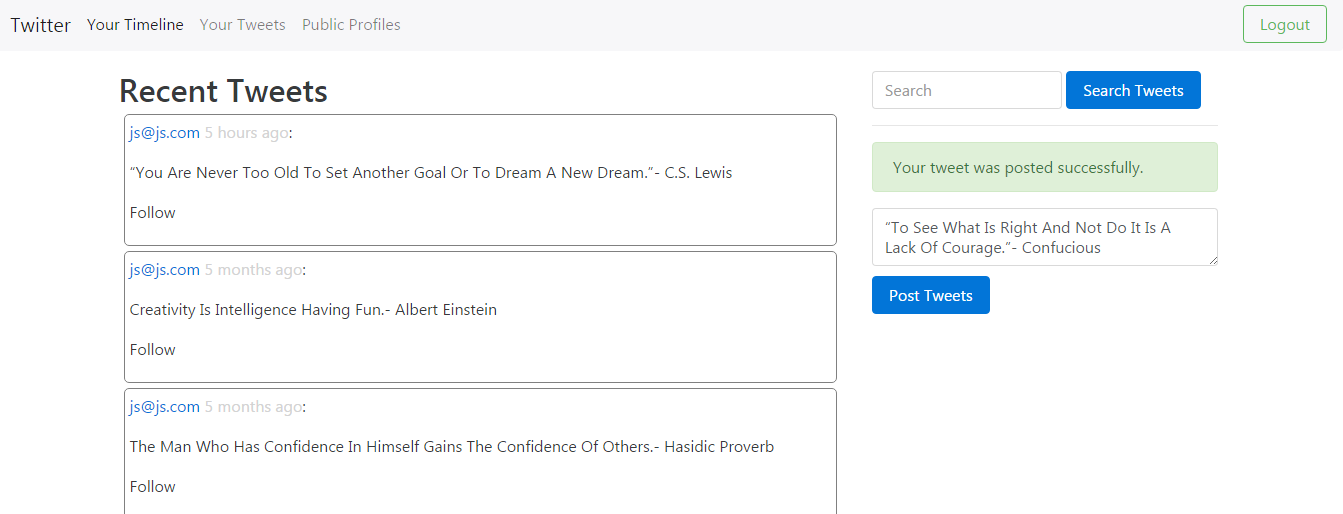 Twitter Your Timeline Your Tweets Public Profiles Logout
Recent Tweets
js@js.com 5 hours ago:
“You Are Never Too Old To Set Another Goal Or To Dream A New Dream.”- C.S. Lewis
Follow
js@js.com 5 months ago:
Creativity Is Intelligence Having Fun.- Albert Einstein
Follow
js@js.com 5 months ago:
The Man Who Has Confidence In Himself Gains The Confidence Of Others.- Hasidic Proverb
Follow
Search Search Tweets
Your tweet was posted successfully.
“To See What Is Right And Not Do It Is A
Lack Of Courage.”- Confucious
Post Tweets